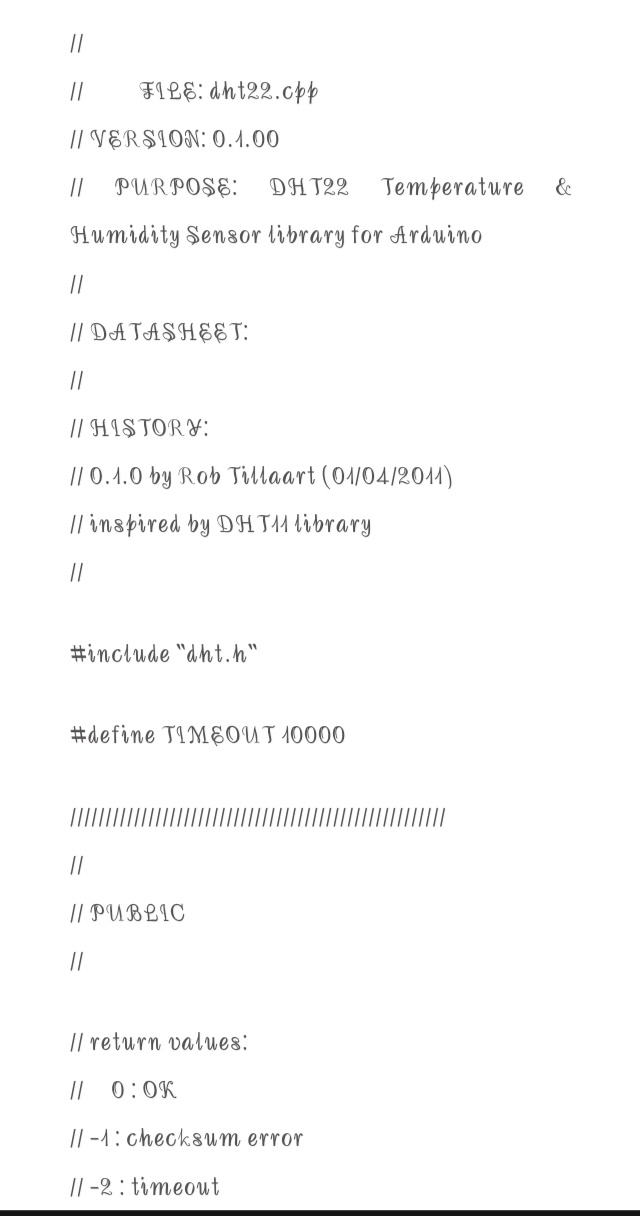 //
// FILE: dht22.cpp
// VERSION: 0.1.00
// PURPOSE: DHT22 Temperature &
Humidity Sensor library for Arduino
//
// DATASHEET:
//
// HISTORY:
// 0.1.0 by Rob Tillaart (01/04/2011)
// inspired by DHT11 library
//
#include "dht.h"
#define TIMEOUT 10000
/////////////////////////////////////////////////////
//
// PUBLIC
//
// return values:
// 0 : OK
// -1 : checksum error
// -2 : timeout